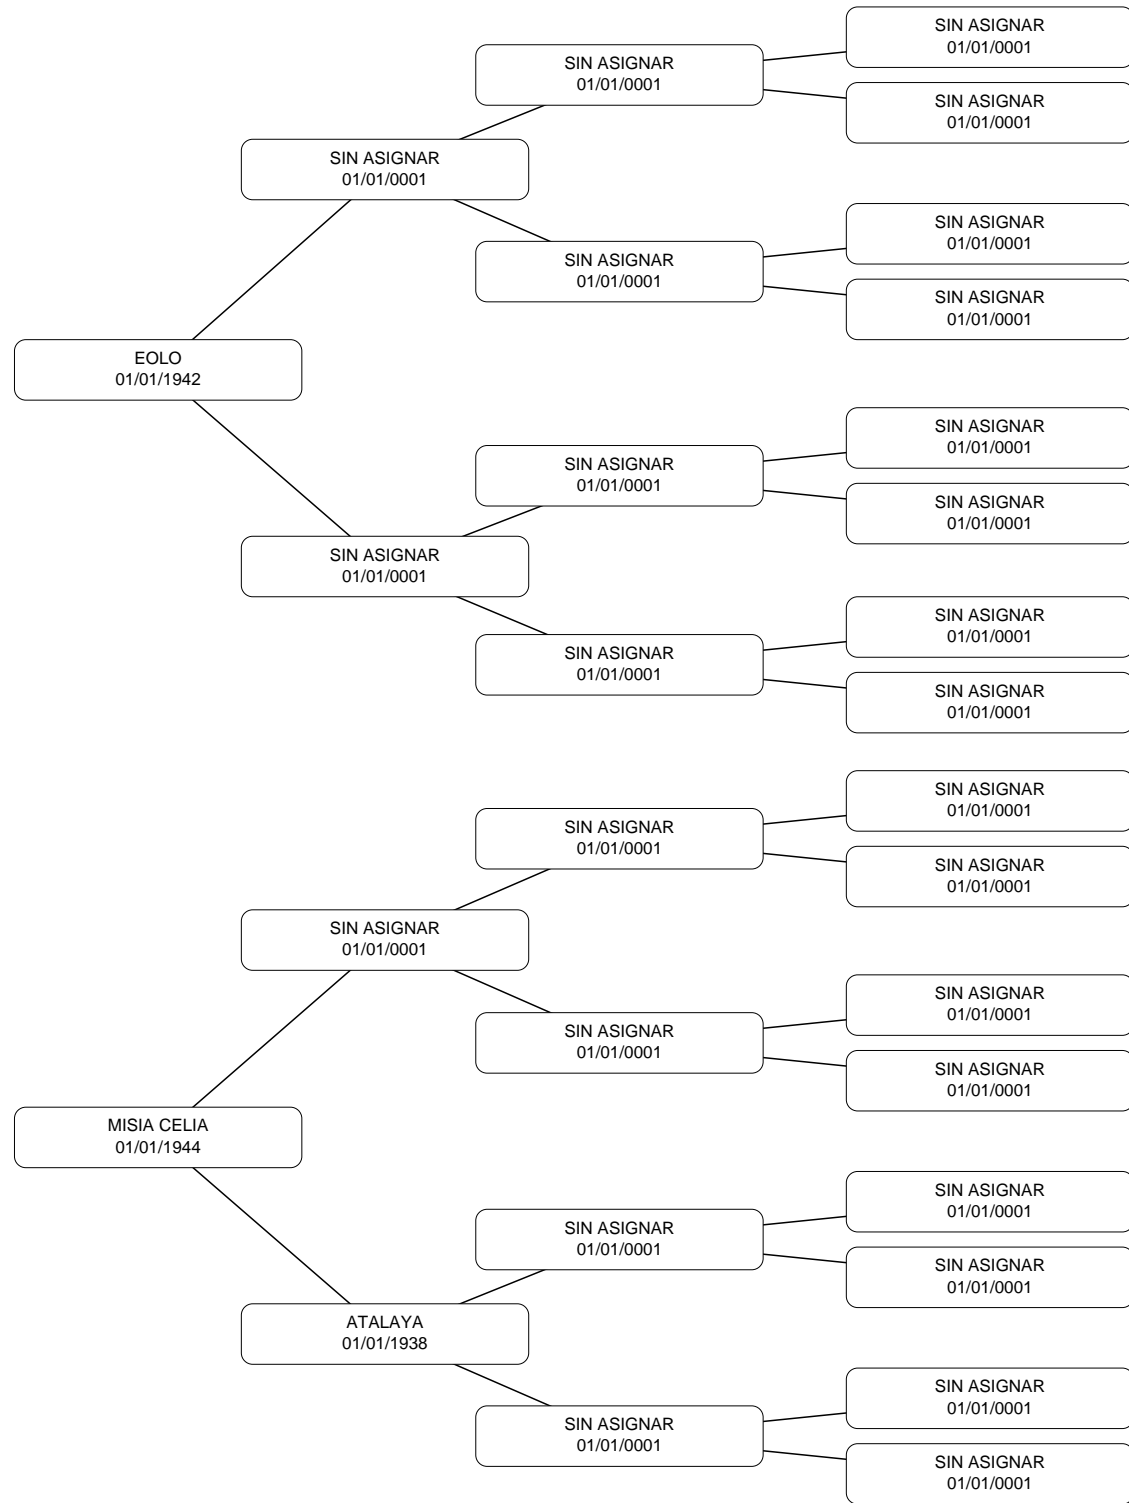 SIN ASIGNAR
01/01/0001
SIN ASIGNAR
01/01/0001
SIN ASIGNAR
01/01/0001
SIN ASIGNAR
01/01/0001
SIN ASIGNAR
01/01/0001
SIN ASIGNAR
01/01/0001
SIN ASIGNAR
01/01/0001
EOLO
01/01/1942
SIN ASIGNAR
01/01/0001
SIN ASIGNAR
01/01/0001
SIN ASIGNAR
01/01/0001
SIN ASIGNAR
01/01/0001
SIN ASIGNAR
01/01/0001
SIN ASIGNAR
01/01/0001
SIN ASIGNAR
01/01/0001
SIN ASIGNAR
01/01/0001
SIN ASIGNAR
01/01/0001
SIN ASIGNAR
01/01/0001
SIN ASIGNAR
01/01/0001
SIN ASIGNAR
01/01/0001
SIN ASIGNAR
01/01/0001
SIN ASIGNAR
01/01/0001
MISIA CELIA
01/01/1944
SIN ASIGNAR
01/01/0001
SIN ASIGNAR
01/01/0001
SIN ASIGNAR
01/01/0001
ATALAYA
01/01/1938
SIN ASIGNAR
01/01/0001
SIN ASIGNAR
01/01/0001
SIN ASIGNAR
01/01/0001